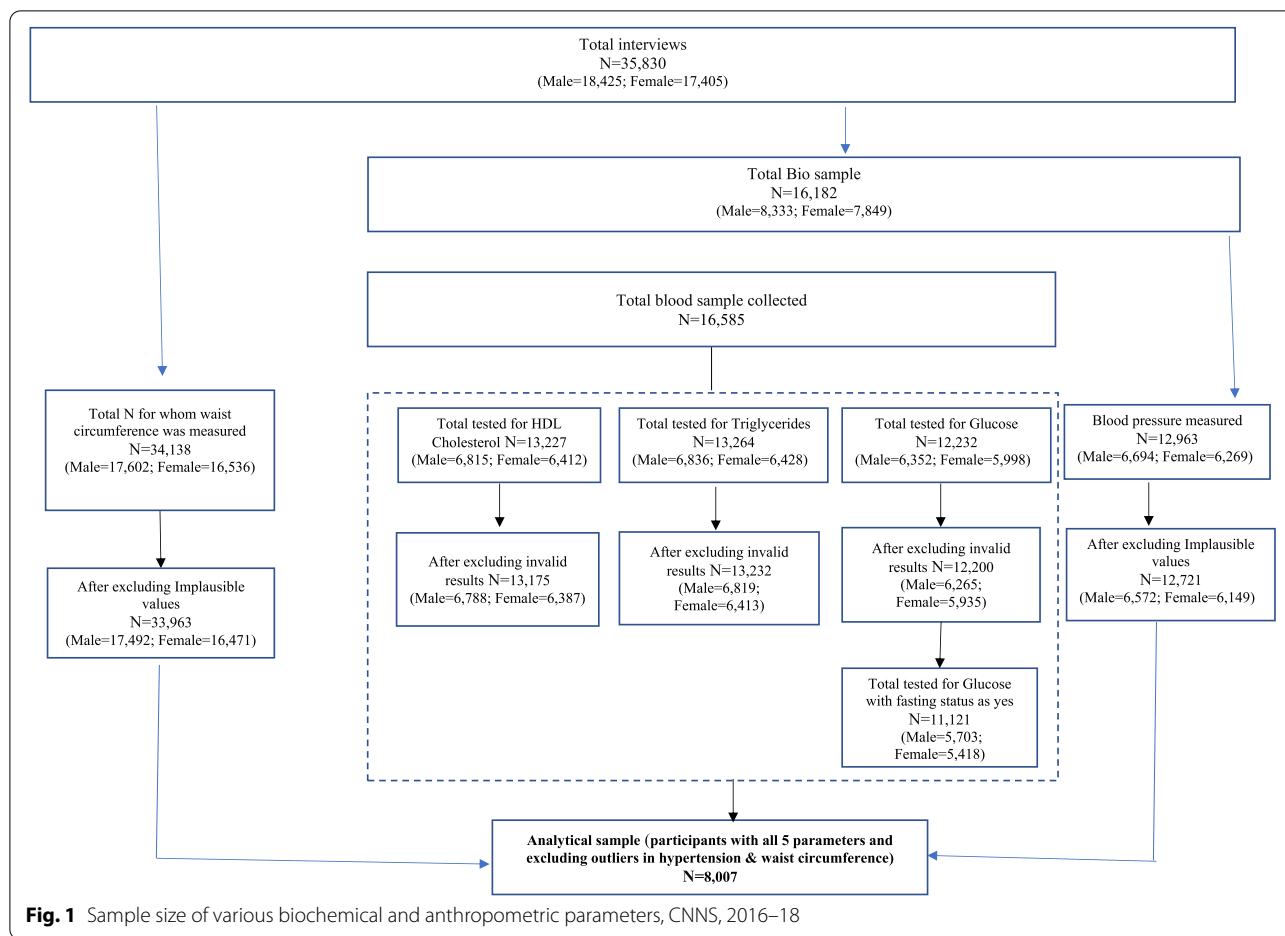 Total interviews
N=35,830
(Male=18,425; Female=17,405)
Total Bio sample
N=16,182
(Male=8,333; Female=7,849)
Total blood sample collected
N=16,585
Total N for whom waist
circumference was measured
N=34,138
(Male=17,602; Female=16,536)
Total tested for HDL
Cholesterol N=13,227
(Male=6,815; Female=6,412)
Total tested for Triglycerides
N=13,264
(Male=6,836; Female=6,428)
Total tested for Glucose
N=12,232
(Male=6,352; Female=5,998)
Blood pressure measured
N=12,963
(Male=6,694; Female=6,269)
After excluding Implausible
values
N=33,963
(Male=17,492; Female=16,471)
After excluding invalid
results N=13,175
(Male=6,788; Female=6,387)
After excluding invalid
results N=13,232
(Male=6,819;
Female=6,413)
After excluding invalid
results N=12,200
(Male=6,265;
Female=5,935)
After excluding Implausible
values
N=12,721
(Male=6,572; Female=6,149)
Total tested for Glucose
with fasting status as yes
N=11,121
(Male=5,703;
Female=5,418)
Analytical sample (participants with all 5 parameters and
excluding outliers in hypertension & waist circumference)
N=8,007
Fig. 1 Sample size of various biochemical and anthropometric parameters, CNNS, 2016–18